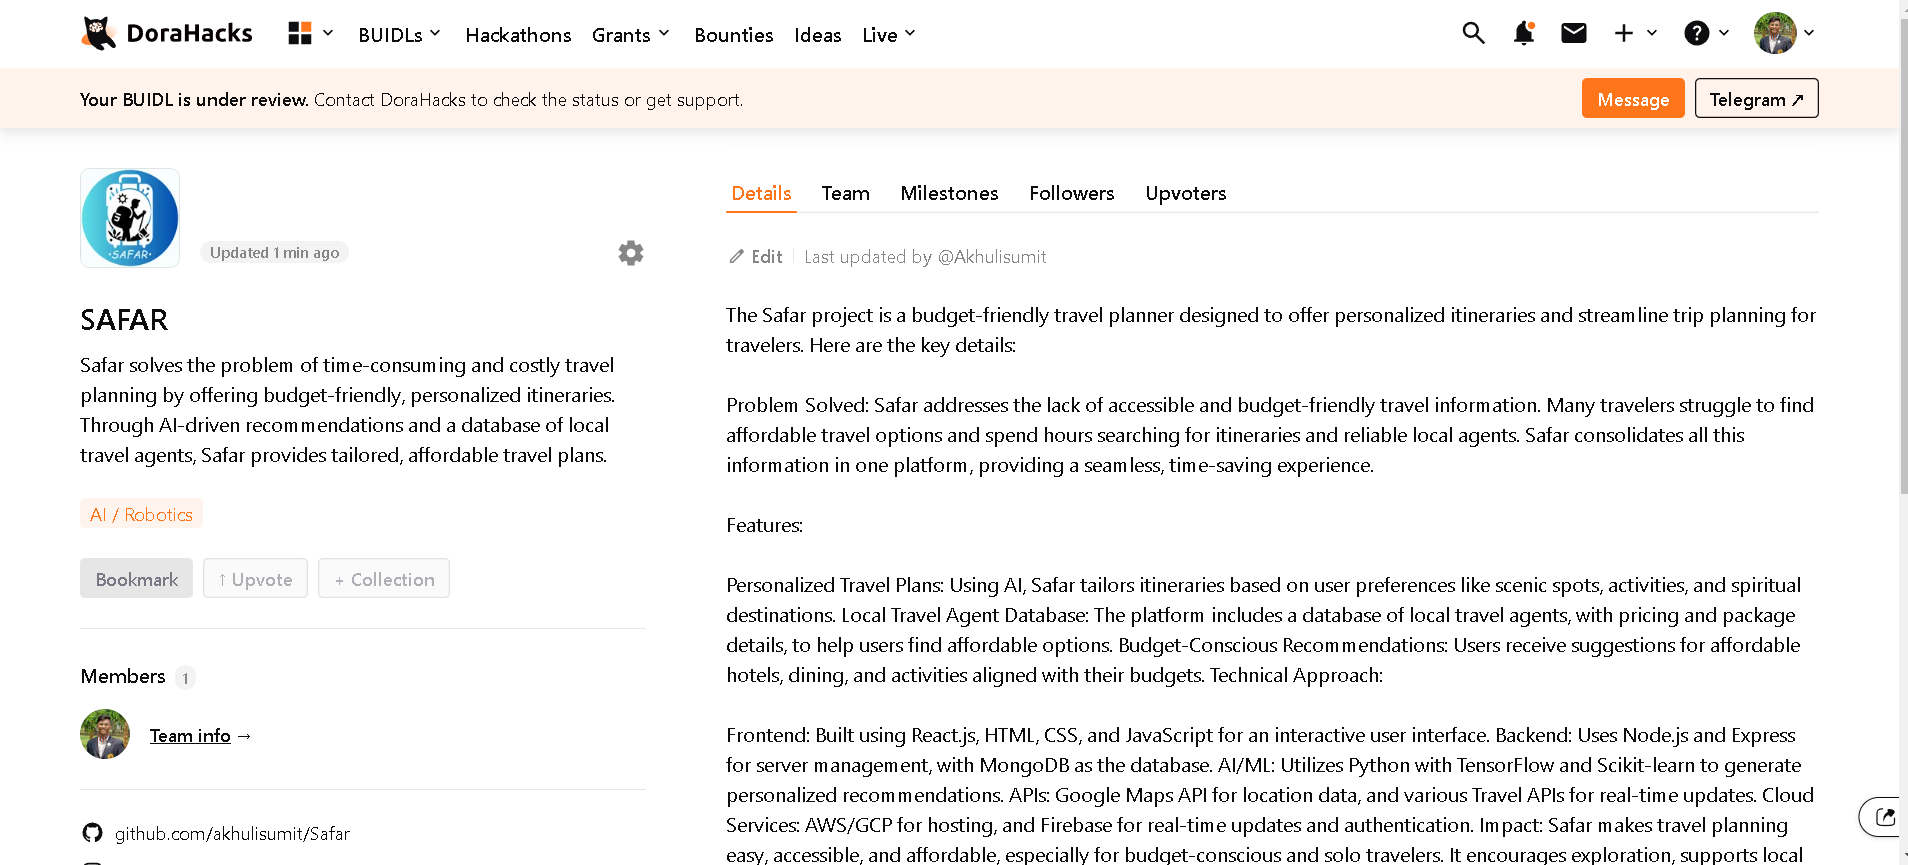 DoraHacks
BUIDLs
Hackathons
Grants
Bounties
Ideas
Live
Your BUIDL is under review. Contact DoraHacks to check the status or get support.
Message
Telegram ↗
SAFAR
Updated 1 min ago
SAFAR
Safar solves the problem of time-consuming and costly travel
planning by offering budget-friendly, personalized itineraries.
Through AI-driven recommendations and a database of local
travel agents, Safar provides tailored, affordable travel plans.
AI / Robotics
Bookmark
↑ Upvote
+ Collection
Members 1
Team info →
github.com/akhulisumit/Safar
Details
Team
Milestones
Followers
Upvoters
Edit
Last updated by @Akhulisumit
The Safar project is a budget-friendly travel planner designed to offer personalized itineraries and streamline trip planning for
travelers. Here are the key details:
Problem Solved: Safar addresses the lack of accessible and budget-friendly travel information. Many travelers struggle to find
affordable travel options and spend hours searching for itineraries and reliable local agents. Safar consolidates all this
information in one platform, providing a seamless, time-saving experience.
Features:
Personalized Travel Plans: Using AI, Safar tailors itineraries based on user preferences like scenic spots, activities, and spiritual
destinations. Local Travel Agent Database: The platform includes a database of local travel agents, with pricing and package
details, to help users find affordable options. Budget-Conscious Recommendations: Users receive suggestions for affordable
hotels, dining, and activities aligned with their budgets. Technical Approach:
Frontend: Built using React.js, HTML, CSS, and JavaScript for an interactive user interface. Backend: Uses Node.js and Express
for server management, with MongoDB as the database. AI/ML: Utilizes Python with TensorFlow and Scikit-learn to generate
personalized recommendations. APIs: Google Maps API for location data, and various Travel APIs for real-time updates. Cloud
Services: AWS/GCP for hosting, and Firebase for real-time updates and authentication. Impact: Safar makes travel planning
easy, accessible, and affordable, especially for budget-conscious and solo travelers. It encourages exploration, supports local